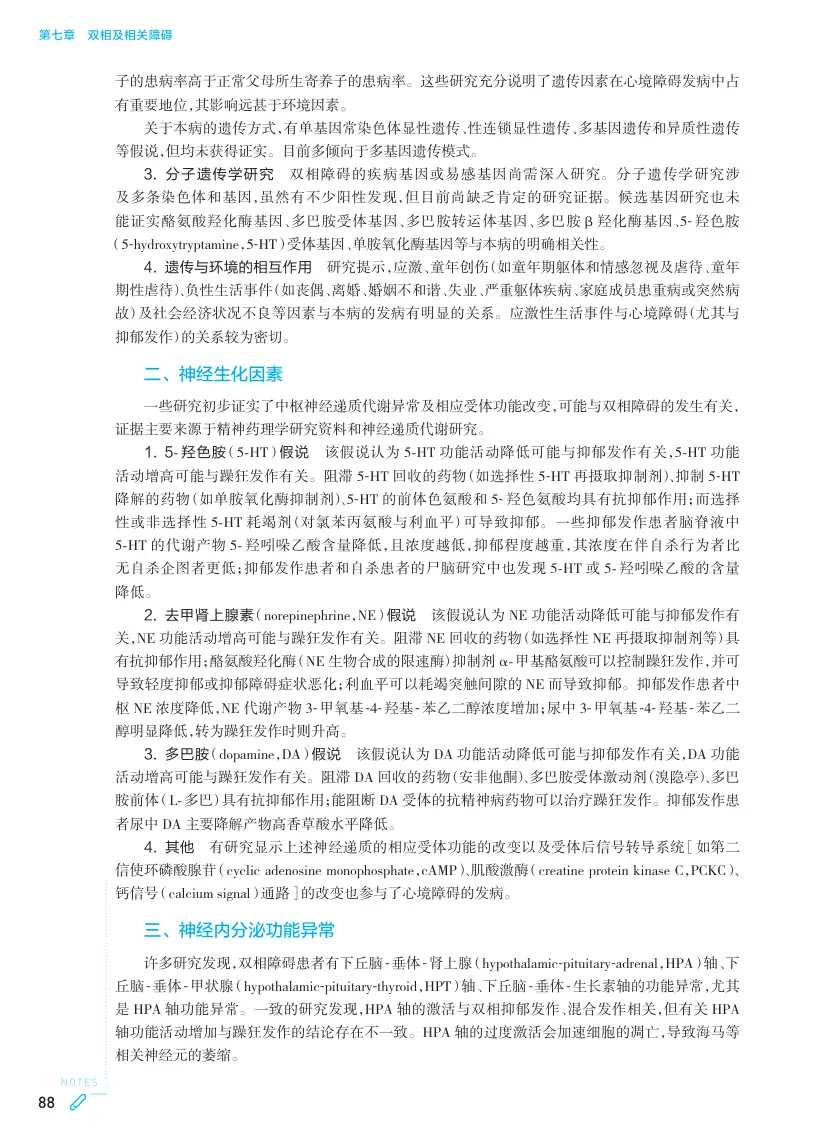 第七章 双相及相关障碍
子的患病率高于正常父母所生寄养子的患病率。这些研究充分说明了遗传因素在心境障碍发病中占
有重要地位,其影响远甚于环境因素。
关于本病的遗传方式,有单基因常染色体显性遗传、性连锁显性遗传、多基因遗传和异质性遗传
等假说,但均未获得证实。目前多倾向于多基因遗传模式。
3. 分子遗传学研究 双相障碍的疾病基因或易感基因尚需深入研究。分子遗传学研究涉
及多条染色体和基因,虽然有不少阳性发现,但目前尚缺乏肯定的研究证据。候选基因研究也未
能证实酪氨酸羟化酶基因、多巴胺受体基因、多巴胺转运体基因、多巴胺 β 羟化酶基因、5- 羟色胺
(5-hydroxytryptamine,5-HT)受体基因、单胺氧化酶基因等与本病的明确相关性。
4. 遗传与环境的相互作用 研究提示,应激、童年创伤(如童年期躯体和情感忽视及虐待、童年
期性虐待)、负性生活事件(如丧偶、离婚、婚姻不和谐、失业、严重躯体疾病、家庭成员患重病或突然病
故)及社会经济状况不良等因素与本病的发病有明显的关系。应激性生活事件与心境障碍(尤其与
抑郁发作)的关系较为密切。
二、神经生化因素
一些研究初步证实了中枢神经递质代谢异常及相应受体功能改变,可能与双相障碍的发生有关,
证据主要来源于精神药理学研究资料和神经递质代谢研究。
1. 5- 羟色胺(5-HT)假说 该假说认为 5-HT 功能活动降低可能与抑郁发作有关,5-HT 功能
活动增高可能与躁狂发作有关。阻滞 5-HT 回收的药物(如选择性 5-HT 再摄取抑制剂)、抑制 5-HT
降解的药物(如单胺氧化酶抑制剂)、5-HT 的前体色氨酸和 5- 羟色氨酸均具有抗抑郁作用;而选择
性或非选择性 5-HT 耗竭剂(对氯苯丙氨酸与利血平)可导致抑郁。一些抑郁发作患者脑脊液中
5-HT 的代谢产物 5- 羟吲哚乙酸含量降低,且浓度越低,抑郁程度越重,其浓度在伴自杀行为者比
无自杀企图者更低;抑郁发作患者和自杀患者的尸脑研究中也发现 5-HT 或 5- 羟吲哚乙酸的含量
降低。
2. 去甲肾上腺素(norepinephrine,NE)假说 该假说认为 NE 功能活动降低可能与抑郁发作有
关,NE 功能活动增高可能与躁狂发作有关。阻滞 NE 回收的药物(如选择性 NE 再摄取抑制剂等)具
有抗抑郁作用;酪氨酸羟化酶(NE 生物合成的限速酶)抑制剂 α- 甲基酪氨酸可以控制躁狂发作,并可
导致轻度抑郁或抑郁障碍症状恶化;利血平可以耗竭突触间隙的 NE 而导致抑郁。抑郁发作患者中
枢 NE 浓度降低,NE 代谢产物 3- 甲氧基 -4- 羟基 - 苯乙二醇浓度增加;尿中 3- 甲氧基 -4- 羟基 - 苯乙二
醇明显降低,转为躁狂发作时则升高。
3. 多巴胺(dopamine,DA)假说 该假说认为 DA 功能活动降低可能与抑郁发作有关,DA 功能
活动增高可能与躁狂发作有关。阻滞 DA 回收的药物(安非他酮)、多巴胺受体激动剂(溴隐亭)、多巴
胺前体(L- 多巴)具有抗抑郁作用;能阻断 DA 受体的抗精神病药物可以治疗躁狂发作。抑郁发作患
者尿中 DA 主要降解产物高香草酸水平降低。
4. 其他 有研究显示上述神经递质的相应受体功能的改变以及受体后信号转导系统[如第二
信使环磷酸腺苷(cyclic adenosine monophosphate,cAMP)、肌酸激酶(creatine protein kinase C,PCKC)、
钙信号(calcium signal)通路]的改变也参与了心境障碍的发病。
三、神经内分泌功能异常
许多研究发现,双相障碍患者有下丘脑 - 垂体 - 肾上腺(hypothalamic-pituitary-adrenal,HPA)轴、下
丘脑 - 垂体 - 甲状腺(hypothalamic-pituitary-thyroid,HPT)轴、下丘脑 - 垂体 - 生长素轴的功能异常,尤其
是 HPA 轴功能异常。一致的研究发现,HPA 轴的激活与双相抑郁发作、混合发作相关,但有关 HPA
轴功能活动增加与躁狂发作的结论存在不一致。HPA 轴的过度激活会加速细胞的凋亡,导致海马等
相关神经元的萎缩。
NOTES
88